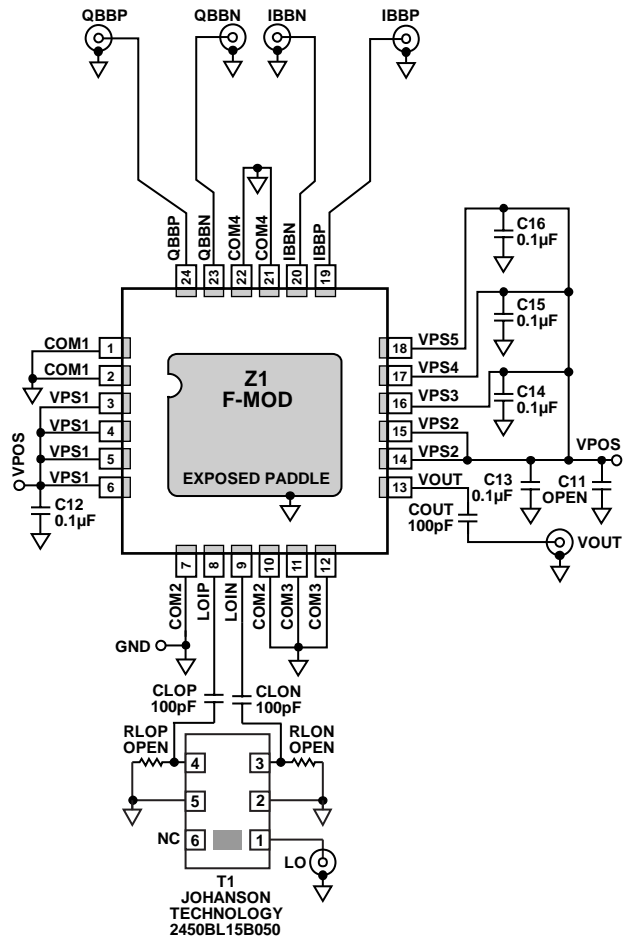 QBBP
QBBN
IBBN
IBBP
QBBP
QBBN
COM4
COM4
IBBN
IBBP
24
23
22
21
20
19
C16
0.1µF
C15
0.1µF
C14
0.1µF
COM1
1
COM1
2
VPS1
3
VPS1
4
VPS1
5
VPS1
6
VPOS
C12
0.1µF
Z1
F-MOD
EXPOSED PADDLE
18
VPS5
17
VPS4
16
VPS3
15
VPS2
14
VPS2
13
VOUT
VPOS
C13
0.1µF
C11
OPEN
COUT
100pF
VOUT
7
8
9
10
11
12
COM2
LOIP
LOIN
COM2
COM3
COM3
GND
CLOP
100pF
CLON
100pF
RLOP
OPEN
RLON
OPEN
4
3
5
2
NC
6
1
LO
T1
JOHANSON
TECHNOLOGY
2450BL15B050